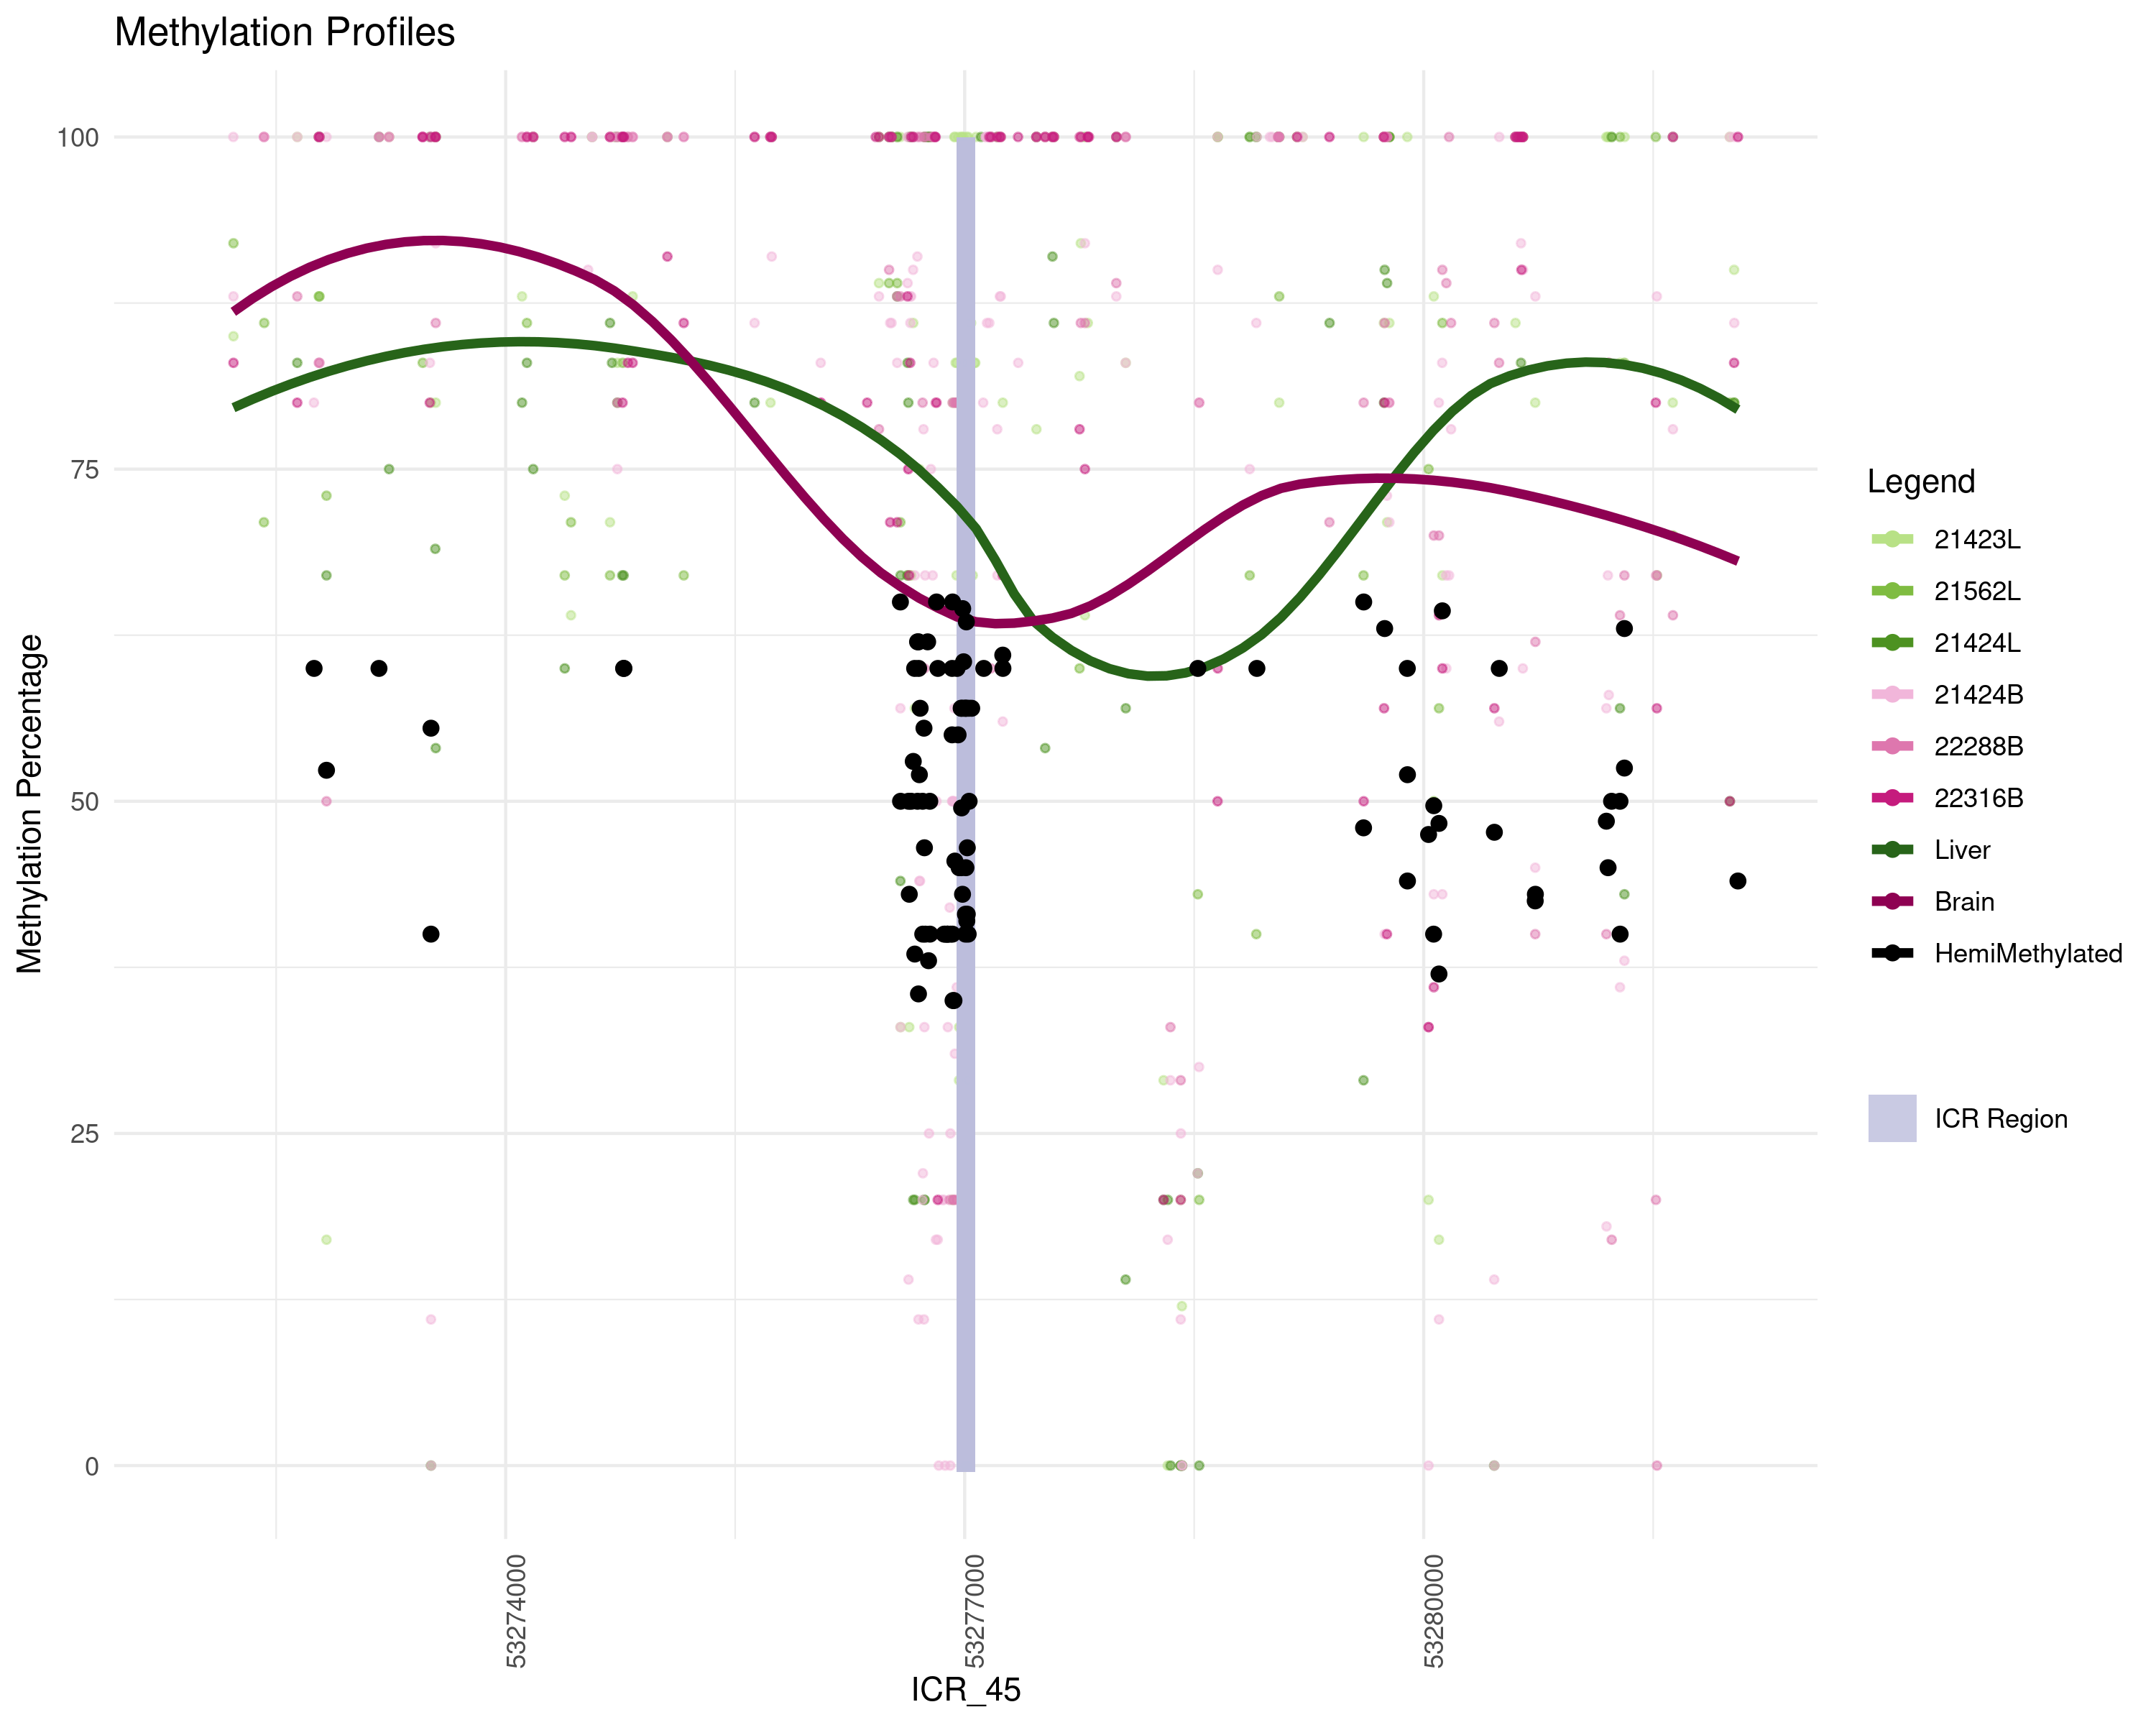 Methylation Profiles
100
75
50
25
0
Methylation Percentage
53274000
53277000
53280000
ICR_45
Legend
21423L
21562L
21424L
21424B
22288B
22316B
Liver
Brain
HemiMethylated
ICR Region